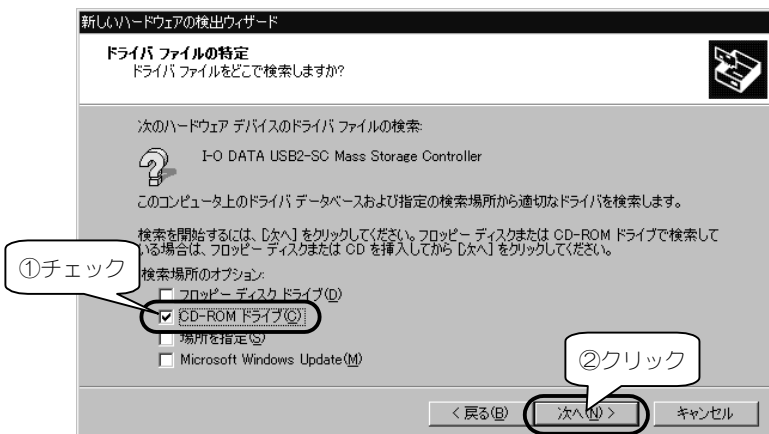 新しいハードウェアの検出ウィザード
ドライバ ファイルの特定
ドライバ ファイルをどこで検索しますか?
次のハードウェア デバイスのドライバ ファイルの検索:
I-O DATA USB2-SC Mass Storage Controller
このコンピュータ上のドライバ データベースおよび指定の検索場所から適切なドライバを検索します。
検索を開始するには、[次へ] をクリックしてください。フロッピー ディスクまたは CD-ROM ドライブで検索して
いる場合は、フロッピー ディスクまたは CD を挿入してから [次へ] をクリックしてください。
①チェック
検索場所のオプション:
フロッピー ディスク ドライブ(D)
CD-ROM ドライブ(C)
場所を指定(S)
Microsoft Windows Update(M)
②クリック
< 戻る(B)
次へ(N) >
キャンセル